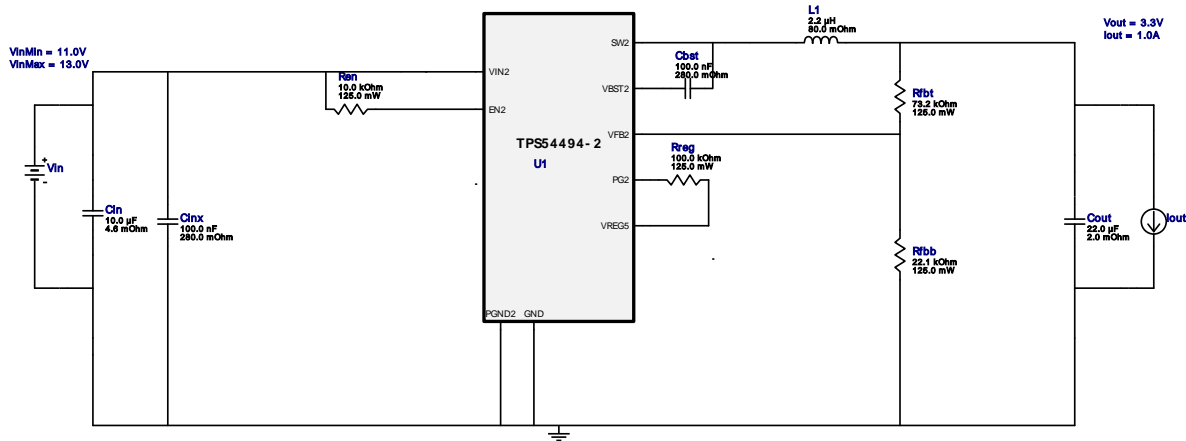 VinMin = 11.0V
VinMax = 13.0V
Vin
+
-
Cin
10.0 µF
4.6 mOhm
Cinx
100.0 nF
280.0 mOhm
Ren
10.0 kOhm
125.0 mW
VIN2
EN2
TPS54494-2
U1
SW2
VBST2
VFB2
PG2
VREG5
PGND2 GND
Cbst
100.0 nF
280.0 mOhm
Rreg
100.0 kOhm
125.0 mW
L1
2.2 µH
80.0 mOhm
Rfbt
73.2 kOhm
125.0 mW
Rfbb
22.1 kOhm
125.0 mW
Vout = 3.3V
Iout = 1.0A
Cout
22.0 µF
2.0 mOhm
Iout